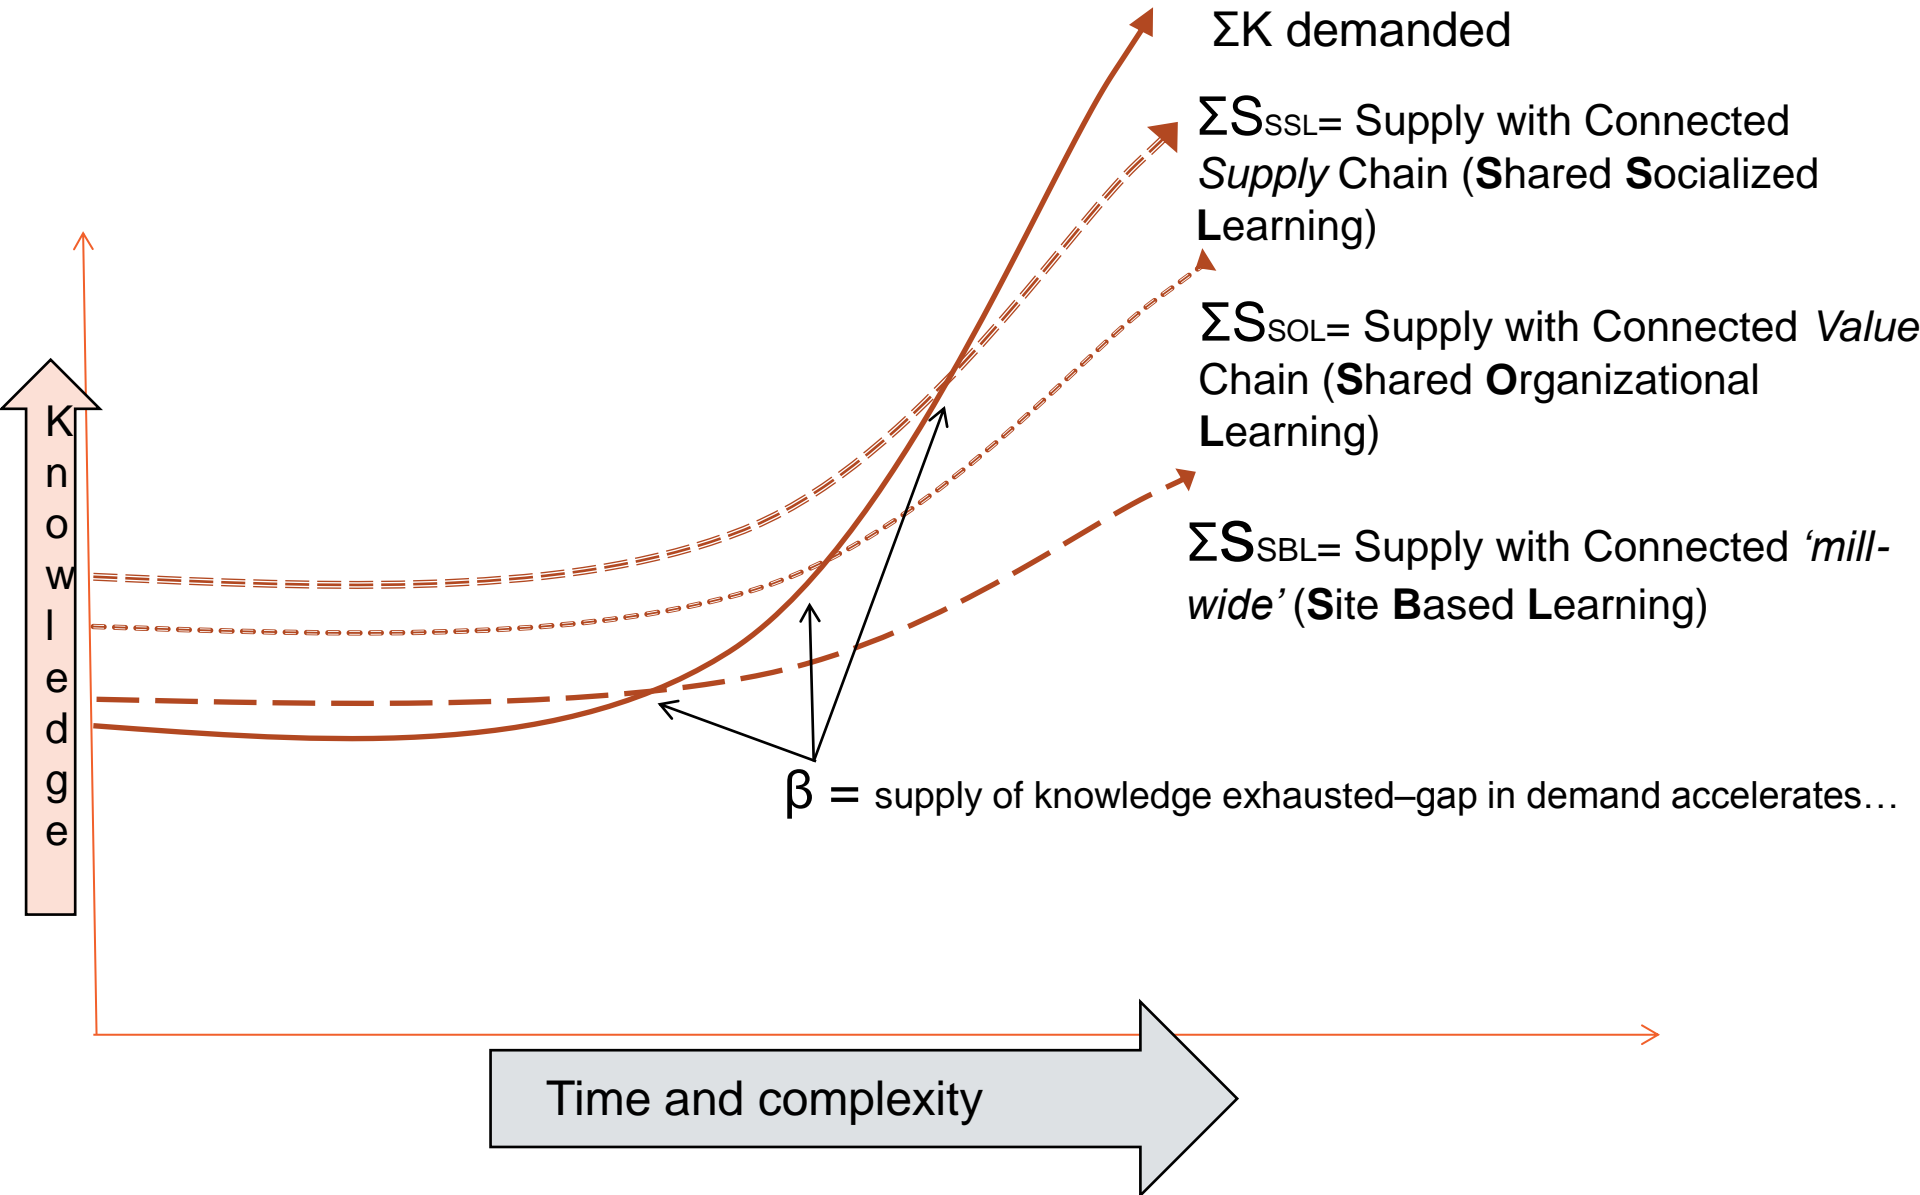 ΣK demanded
ΣSSSL= Supply with Connected
Supply Chain (Shared Socialized
Learning)
ΣSSOL= Supply with Connected Value
Chain (Shared Organizational
Learning)
ΣSSBL= Supply with Connected ‘mill-
wide’ (Site Based Learning)
Knowledge
β = supply of knowledge exhausted–gap in demand accelerates…
Time and complexity